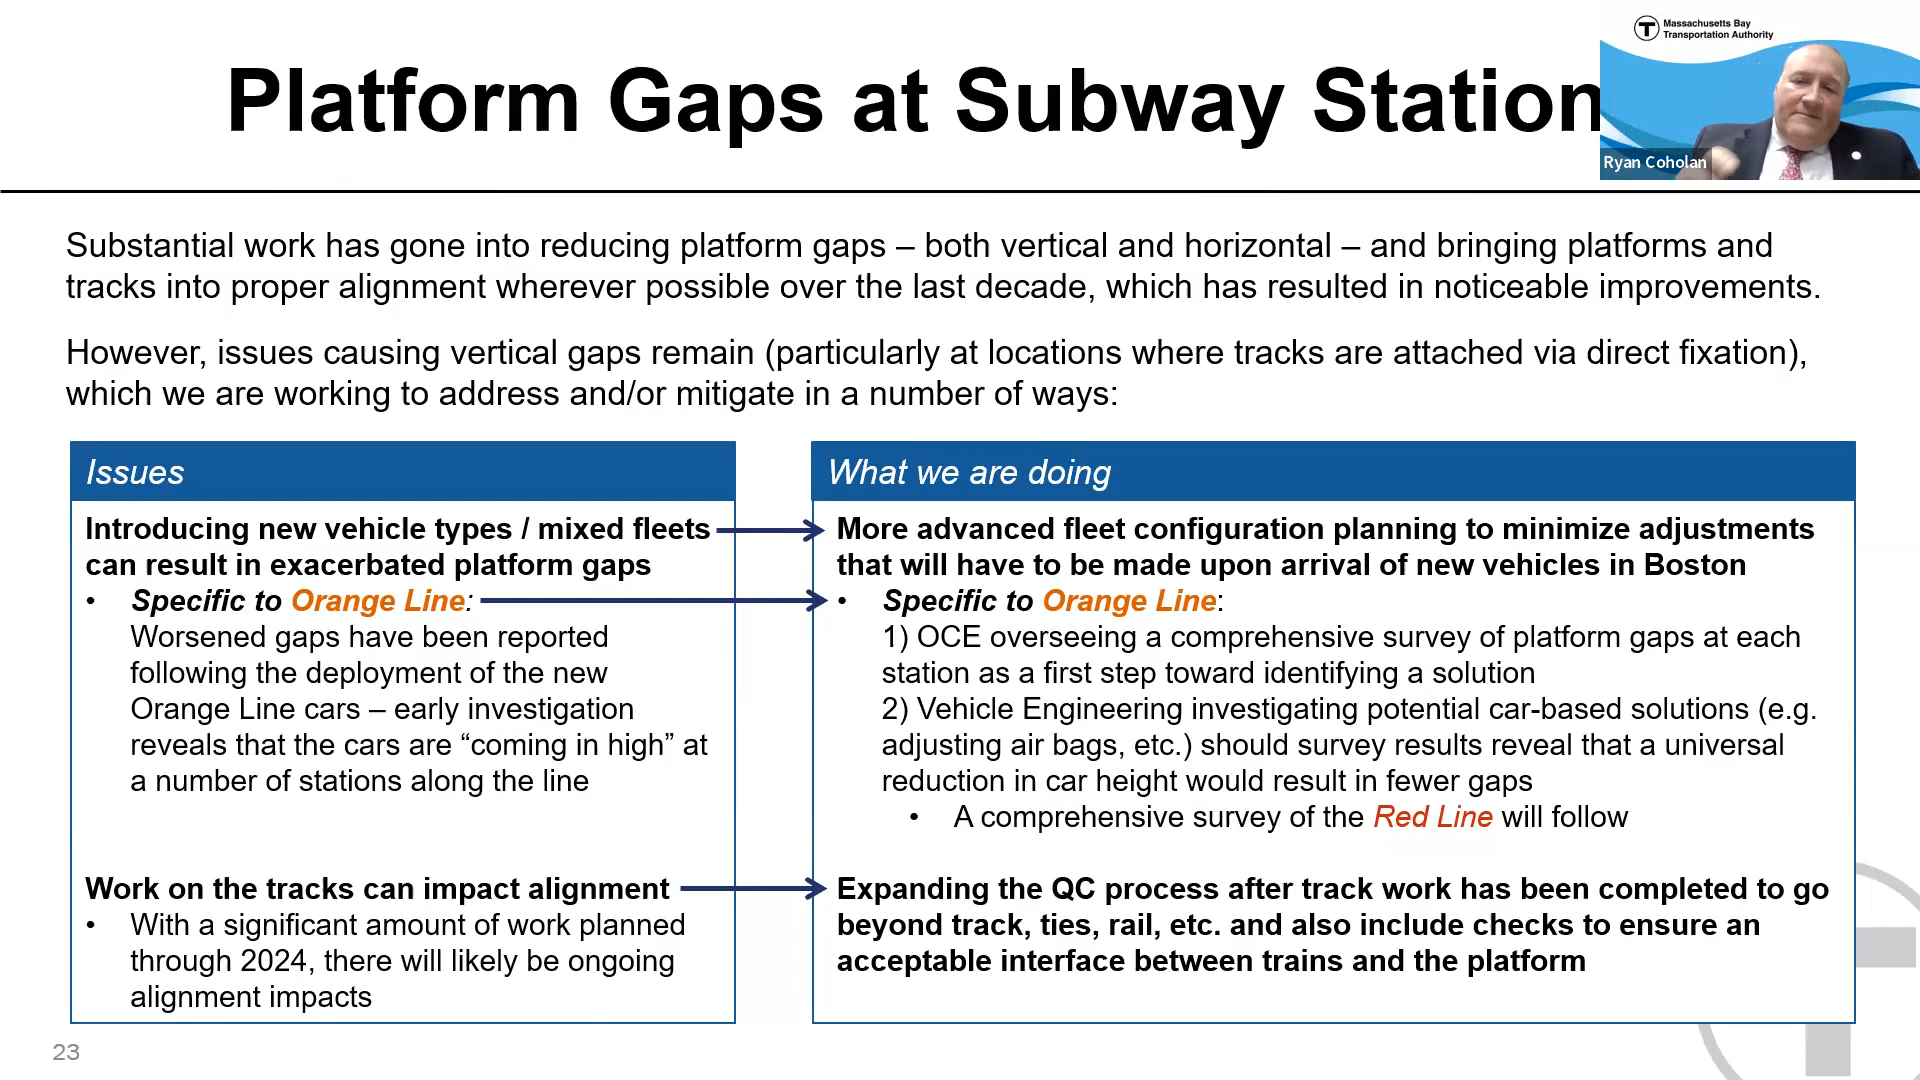 Massachusetts Bay
Transportation Authority
Platform Gaps at Subway Station
Ryan Coholan
Substantial work has gone into reducing platform gaps – both vertical and horizontal – and bringing platforms and
tracks into proper alignment wherever possible over the last decade, which has resulted in noticeable improvements.
However, issues causing vertical gaps remain (particularly at locations where tracks are attached via direct fixation),
which we are working to address and/or mitigate in a number of ways:
Issues
Introducing new vehicle types / mixed fleets
can result in exacerbated platform gaps
• Specific to Orange Line:
Worsened gaps have been reported
following the deployment of the new
Orange Line cars – early investigation
reveals that the cars are “coming in high” at
a number of stations along the line
Work on the tracks can impact alignment
• With a significant amount of work planned
through 2024, there will likely be ongoing
alignment impacts
What we are doing
More advanced fleet configuration planning to minimize adjustments
that will have to be made upon arrival of new vehicles in Boston
• Specific to Orange Line:
1) OCE overseeing a comprehensive survey of platform gaps at each
station as a first step toward identifying a solution
2) Vehicle Engineering investigating potential car-based solutions (e.g.
adjusting air bags, etc.) should survey results reveal that a universal
reduction in car height would result in fewer gaps
• A comprehensive survey of the Red Line will follow
Expanding the QC process after track work has been completed to go
beyond track, ties, rail, etc. and also include checks to ensure an
acceptable interface between trains and the platform
23